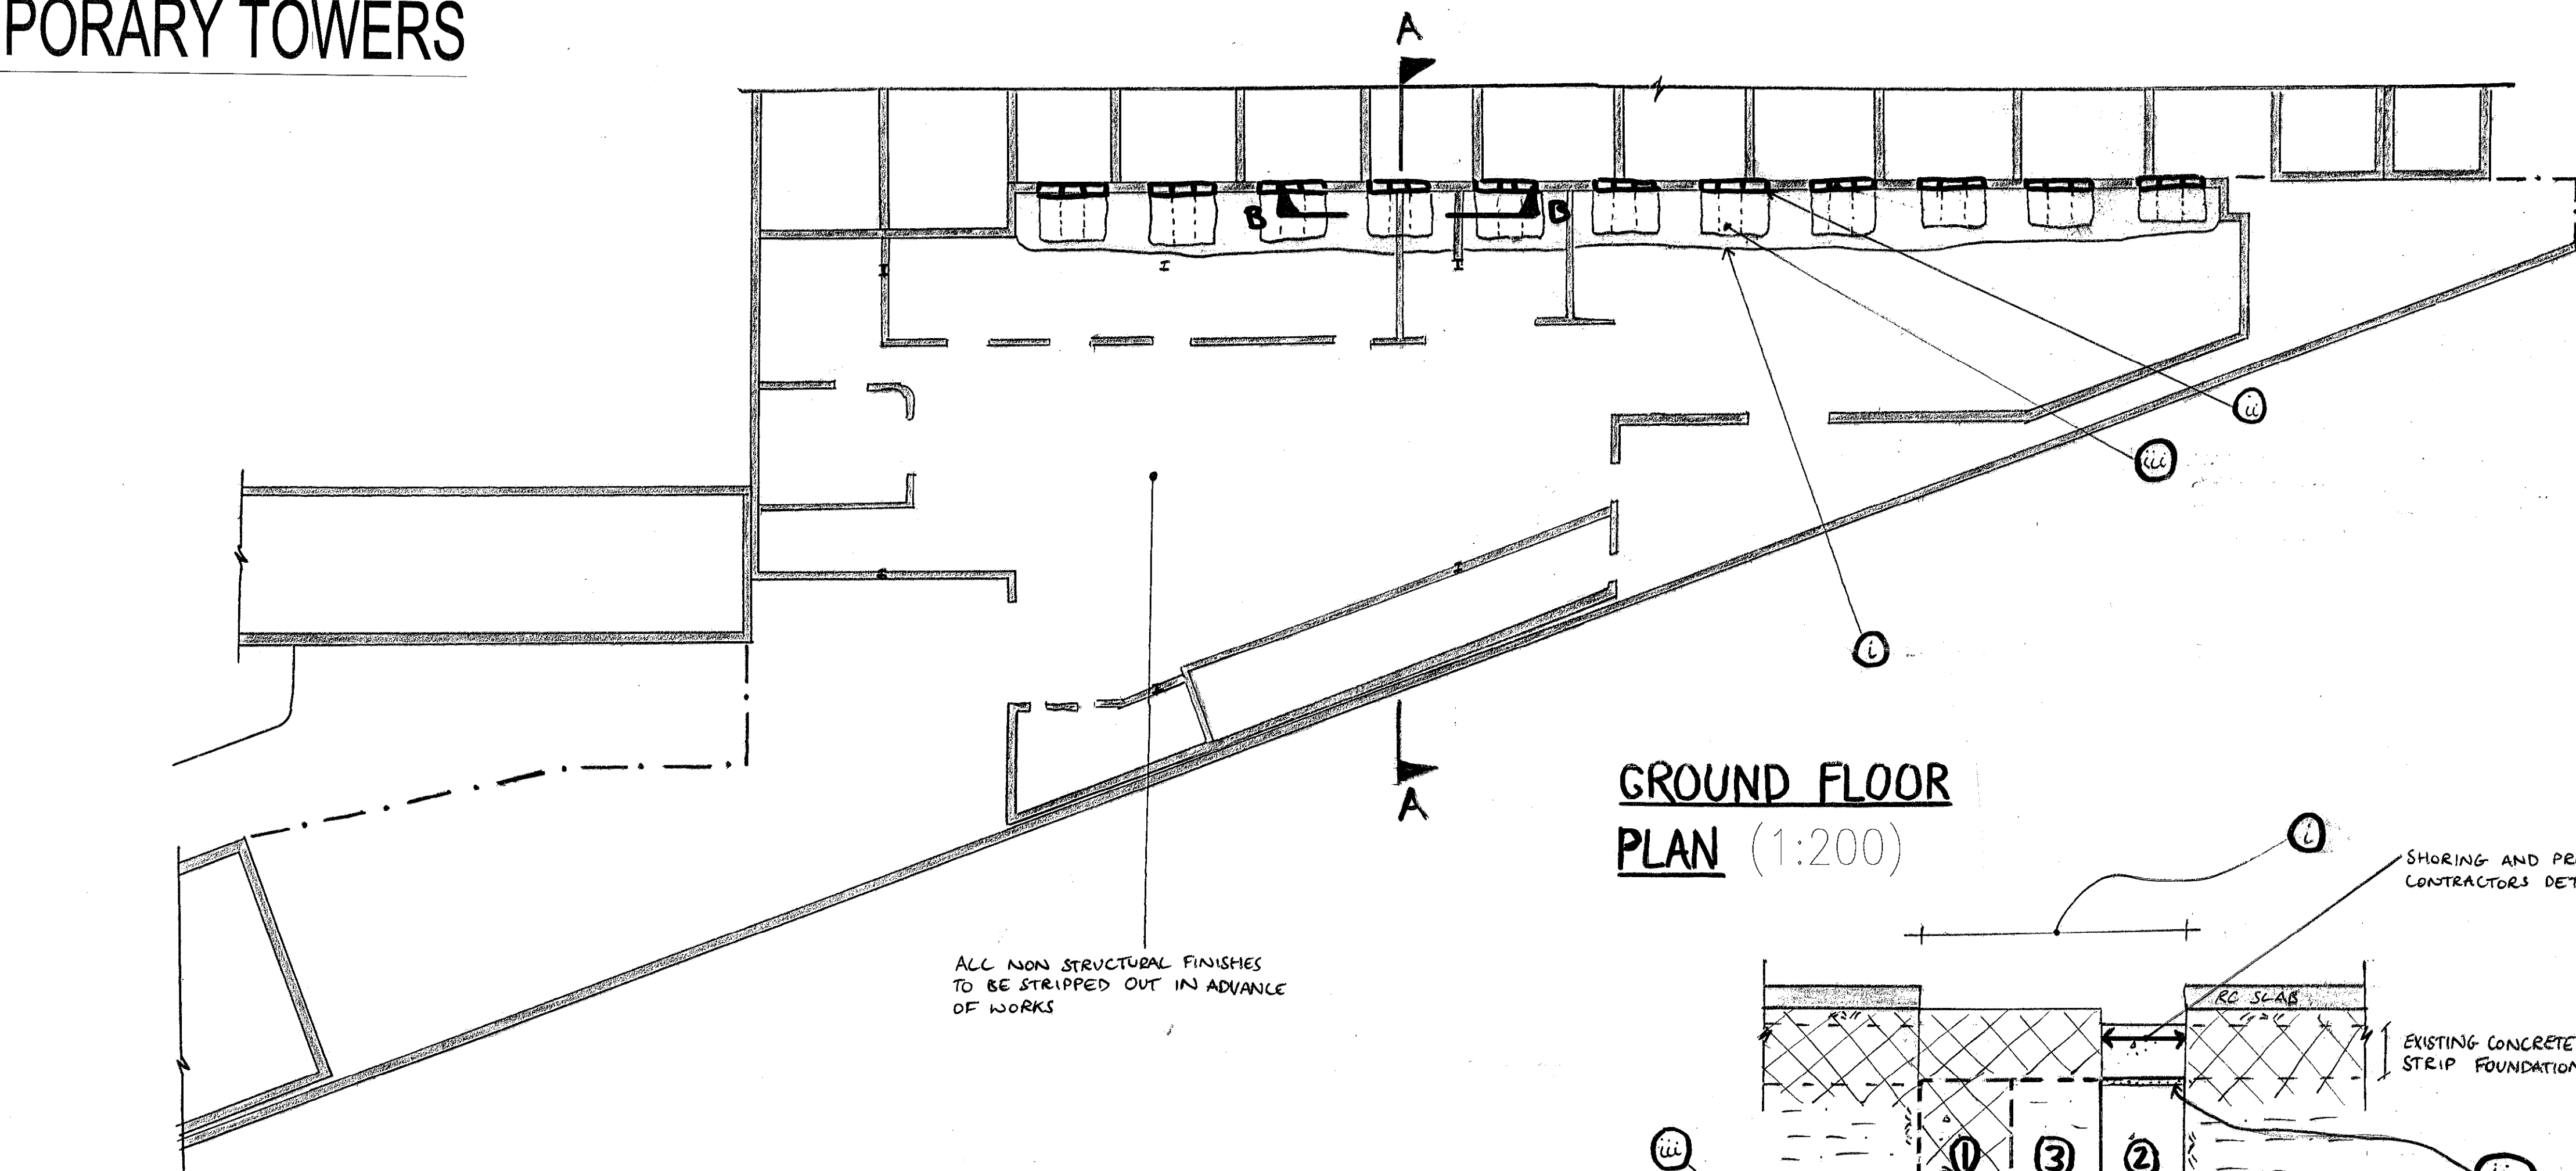 PORARY TOWERS
A
B
B
ii
iii
i
A
GROUND FLOOR
PLAN (1:200)
i
SHORING AND PR
CONTRACTORS DET
ALL NON STRUCTURAL FINISHES
TO BE STRIPPED OUT IN ADVANCE
OF WORKS
RC SLAB
EXISTING CONCRETE
STRIP FOUNDATION
iii
1
3
2